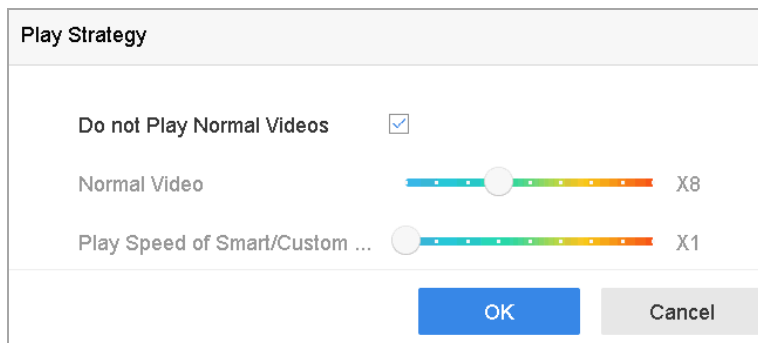 Play Strategy
Do not Play Normal Videos
Normal Video X8
Play Speed of Smart/Custom ... X1
OK Cancel